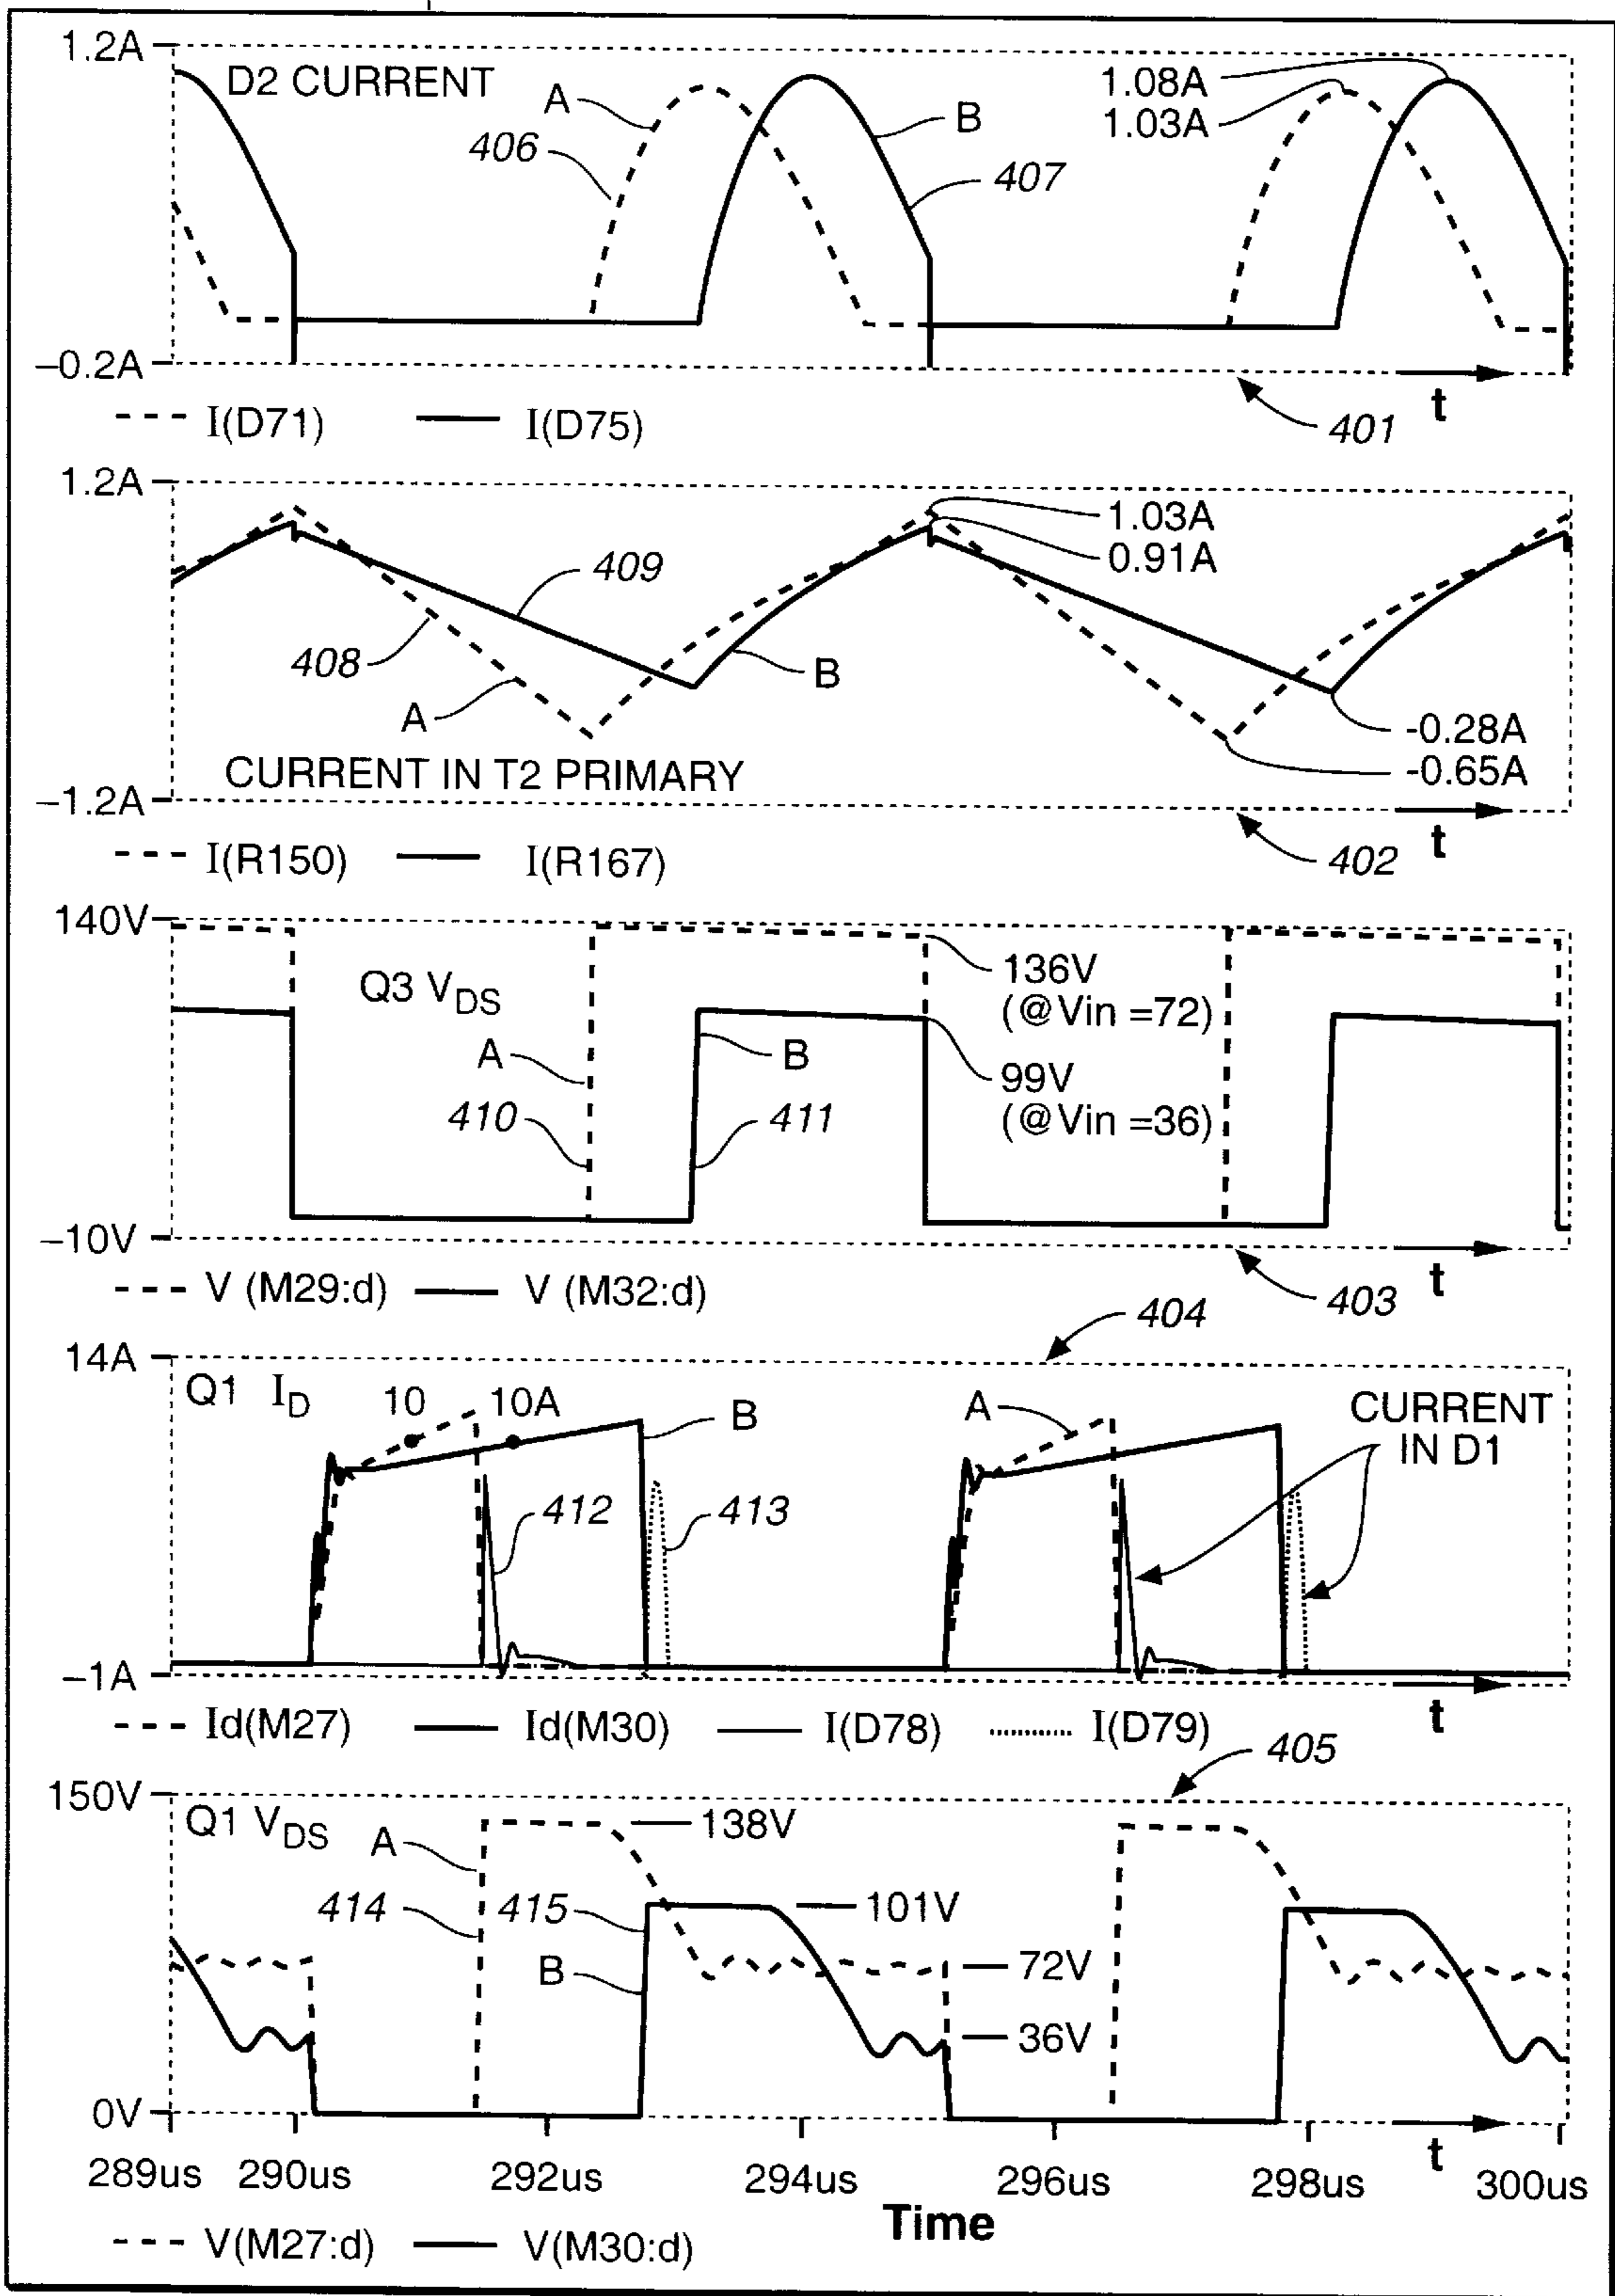 1.2A
D2 CURRENT
A
406
B
407
1.08A
1.03A
–0.2A
t
401
I(D71) I(D75)
1.2A
1.03A
0.91A
409
408
A
B
-0.28A
-0.65A
CURRENT IN T2 PRIMARY
–1.2A
t
402
I(R150) I(R167)
140V
Q3 VDS
136V
(@Vin =72)
A
B
99V
(@Vin =36)
410
411
–10V
t
403
V (M29:d) V (M32:d)
404
14A
Q1 ID
10
10A
B
A
CURRENT
IN D1
412
413
–1A
t
Id(M27) Id(M30) I(D78) I(D79)
405
150V
Q1 VDS
A
138V
414
415
101V
B
72V
36V
0V
t
289us 290us 292us 294us 296us 298us 300us
Time
V(M27:d) V(M30:d)